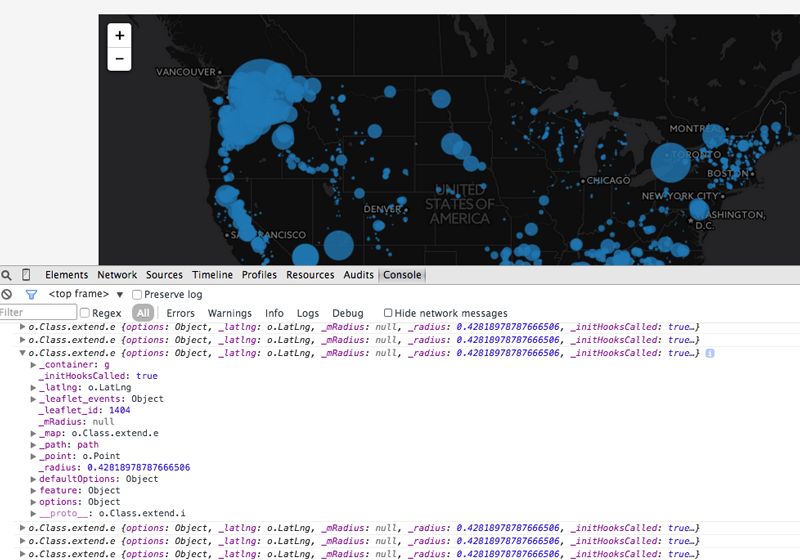 +
−
VANCOUVER
MONTRÉAL
TORONTO
BOSTON
CHICAGO
NEW YORK CITY
UNITED
STATES OF
AMERICA
DENVER
WASHINGTON,
D.C.
SAN FRANCISCO
Elements Network Sources Timeline Profiles Resources Audits Console
<top frame> ▼ Preserve log
Filter Regex All Errors Warnings Info Logs Debug Hide network messages
▶ o.Class.extend.e {options: Object, _latlng: o.LatLng, _mRadius: null, _radius: 0.42818978787666506, _initHooksCalled: true…}
▶ o.Class.extend.e {options: Object, _latlng: o.LatLng, _mRadius: null, _radius: 0.42818978787666506, _initHooksCalled: true…}
▼ o.Class.extend.e {options: Object, _latlng: o.LatLng, _mRadius: null, _radius: 0.42818978787666506, _initHooksCalled: true…} i
▶ _container: g
_initHooksCalled: true
▶ _latlng: o.LatLng
▶ _leaflet_events: Object
_leaflet_id: 1404
_mRadius: null
▶ _map: o.Class.extend.e
▶ _path: path
▶ _point: o.Point
_radius: 0.42818978787666506
▶ defaultOptions: Object
▶ feature: Object
▶ options: Object
▶ __proto__: o.Class.extend.i
▶ o.Class.extend.e {options: Object, _latlng: o.LatLng, _mRadius: null, _radius: 0.42818978787666506, _initHooksCalled: true…}
▶ o.Class.extend.e {options: Object, _latlng: o.LatLng, _mRadius: null, _radius: 0.42818978787666506, _initHooksCalled: true…}
▶ o.Class.extend.e {options: Object, _latlng: o.LatLng, _mRadius: null, _radius: 0.42818978787666506, _initHooksCalled: true…}